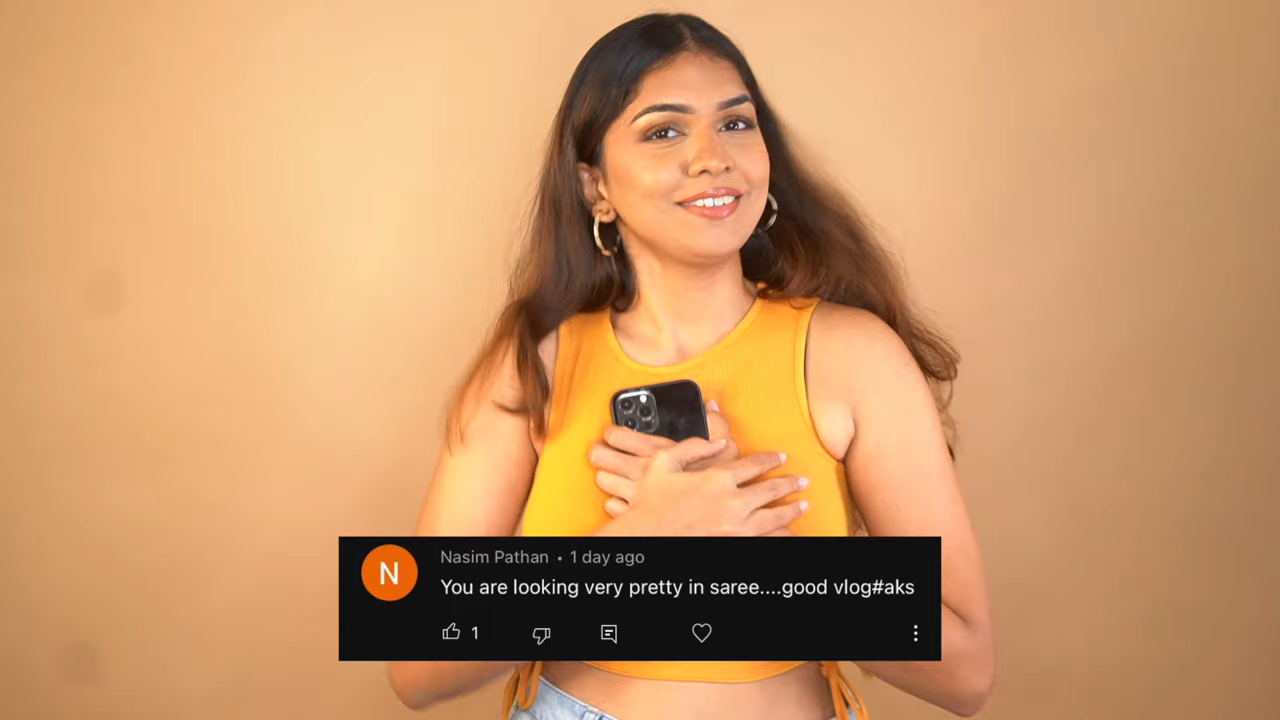 N
Nasim Pathan • 1 day ago
You are looking very pretty in saree....good vlog#aks
1